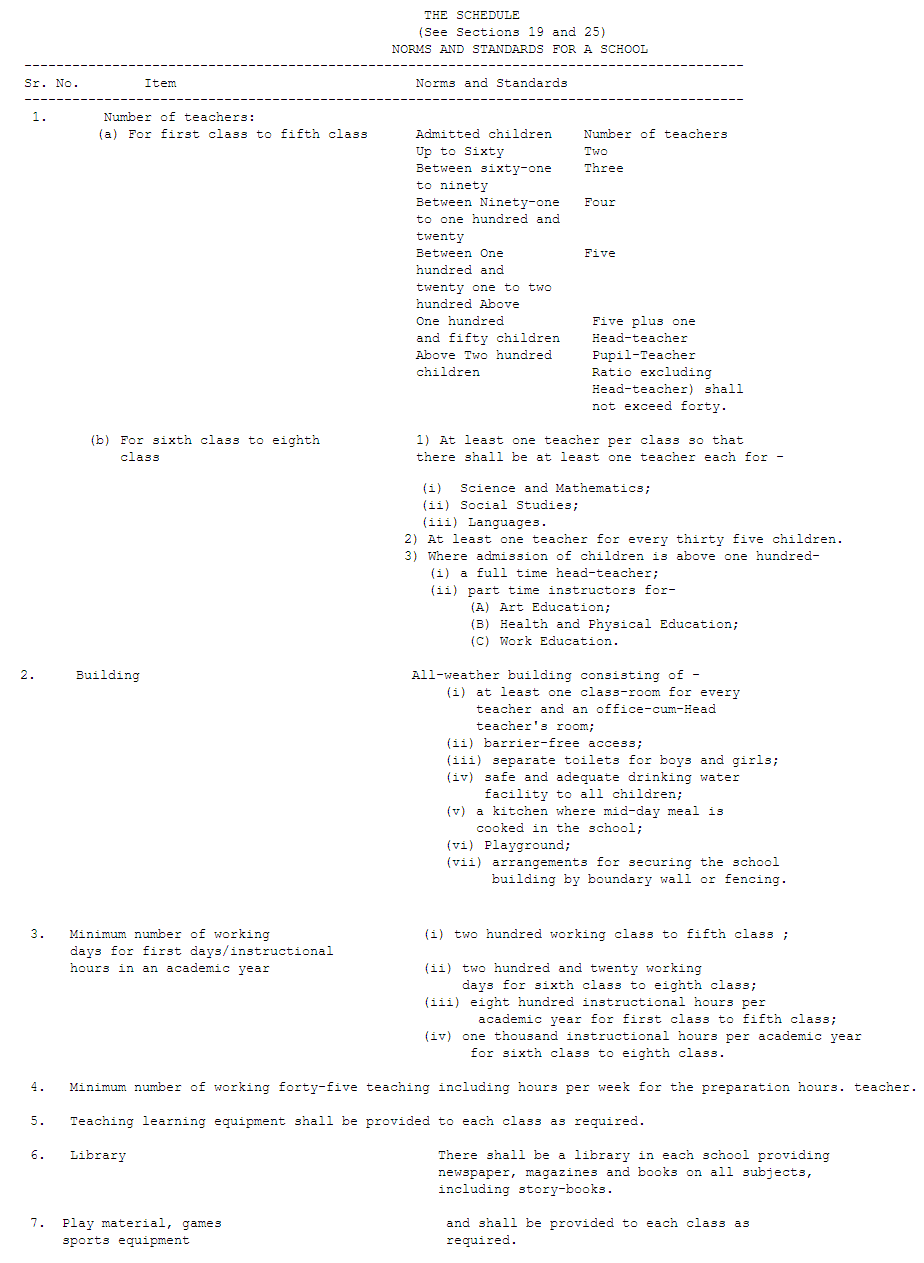 THE SCHEDULE
(See Sections 19 and 25)
NORMS AND STANDARDS FOR A SCHOOL
------------------------------------------------------------------------------------------
Sr. No. Item Norms and Standards
------------------------------------------------------------------------------------------
1. Number of teachers:
(a) For first class to fifth class Admitted children Number of teachers
Up to Sixty Two
Between sixty-one Three
to ninety
Between Ninety-one Four
to one hundred and
twenty
Between One Five
hundred and
twenty one to two
hundred Above
One hundred Five plus one
and fifty children Head-teacher
Above Two hundred Pupil-Teacher
children Ratio excluding
Head-teacher) shall
not exceed forty.
(b) For sixth class to eighth 1) At least one teacher per class so that
class there shall be at least one teacher each for -
(i) Science and Mathematics;
(ii) Social Studies;
(iii) Languages.
2) At least one teacher for every thirty five children.
3) Where admission of children is above one hundred-
(i) a full time head-teacher;
(ii) part time instructors for-
(A) Art Education;
(B) Health and Physical Education;
(C) Work Education.
2. Building All-weather building consisting of -
(i) at least one class-room for every
teacher and an office-cum-Head
teacher's room;
(ii) barrier-free access;
(iii) separate toilets for boys and girls;
(iv) safe and adequate drinking water
facility to all children;
(v) a kitchen where mid-day meal is
cooked in the school;
(vi) Playground;
(vii) arrangements for securing the school
building by boundary wall or fencing.
3. Minimum number of working (i) two hundred working class to fifth class ;
days for first days/instructional
hours in an academic year (ii) two hundred and twenty working
days for sixth class to eighth class;
(iii) eight hundred instructional hours per
academic year for first class to fifth class;
(iv) one thousand instructional hours per academic year
for sixth class to eighth class.
4. Minimum number of working forty-five teaching including hours per week for the preparation hours. teacher.
5. Teaching learning equipment shall be provided to each class as required.
6. Library There shall be a library in each school providing
newspaper, magazines and books on all subjects,
including story-books.
7. Play material, games and shall be provided to each class as
sports equipment required.